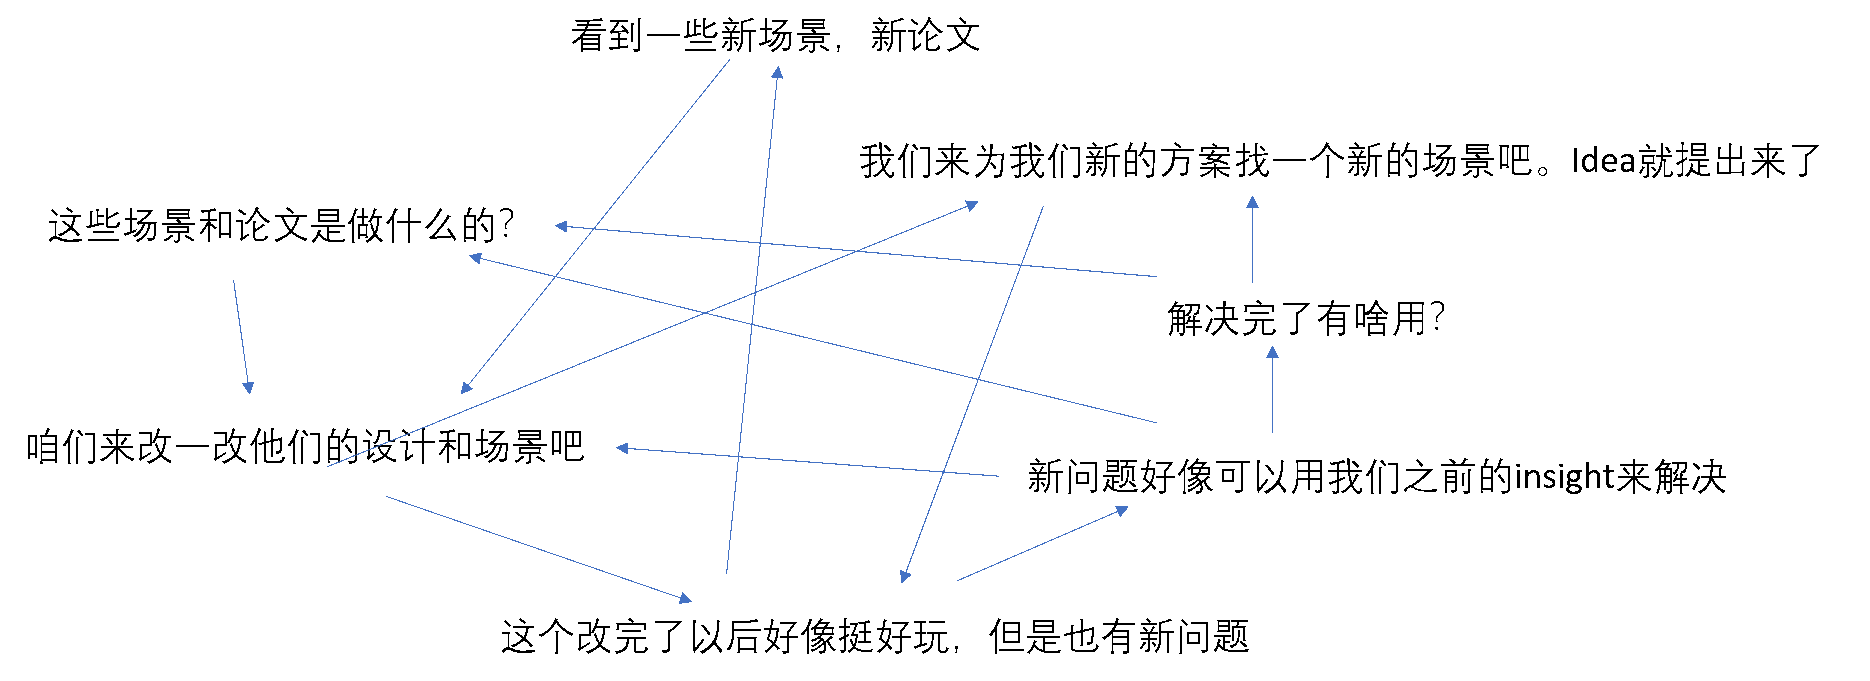 看到一些新场景，新论文
我们来为我们新的方案找一个新的场景吧。Idea就提出来了
这些场景和论文是做什么的？
解决完了有啥用？
咱们来改一改他们的设计和场景吧
新问题好像可以用我们之前的insight来解决
这个改完了以后好像挺好玩，但是也有新问题